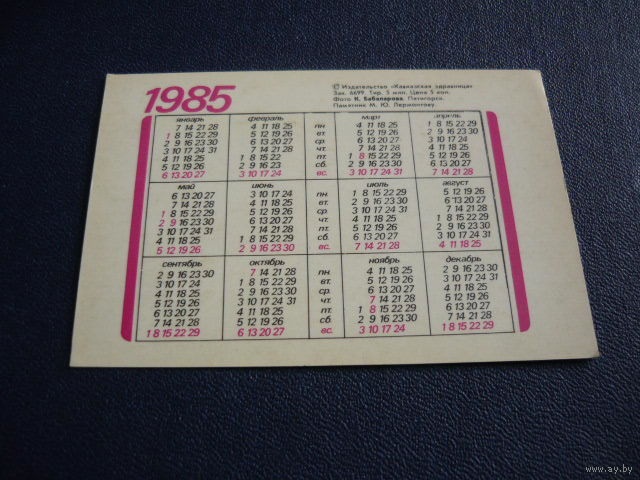 1985
© Издательство «Кавказская здравница»
Зак. 6699. Тир. 5 млн. Цена 5 коп.
Фото К. Бабаларова. Пятигорск.
Памятник М. Ю. Лермонтову.
январь февраль март апрель
7 14 21 28 4 11 18 25 пн. 4 11 18 25 1 8 15 22 29
1 8 15 22 29 5 12 19 26 вт. 5 12 19 26 2 9 16 23 30
2 9 16 23 30 6 13 20 27 ср. 6 13 20 27 3 10 17 24
3 10 17 24 31 7 14 21 28 чт. 7 14 21 28 4 11 18 25
4 11 18 25 1 8 15 22 пт. 1 8 15 22 29 5 12 19 26
5 12 19 26 2 9 16 23 сб. 2 9 16 23 30 6 13 20 27
6 13 20 27 3 10 17 24 вс. 3 10 17 24 31 7 14 21 28
май июнь июль август
6 13 20 27 3 10 17 24 пн. 1 8 15 22 29 5 12 19 26
7 14 21 28 4 11 18 25 вт. 2 9 16 23 30 6 13 20 27
1 8 15 22 29 5 12 19 26 ср. 3 10 17 24 31 7 14 21 28
2 9 16 23 30 6 13 20 27 чт. 4 11 18 25 1 8 15 22 29
3 10 17 24 31 7 14 21 28 пт. 5 12 19 26 2 9 16 23 30
4 11 18 25 1 8 15 22 29 сб. 6 13 20 27 3 10 17 24 31
5 12 19 26 2 9 16 23 30 вс. 7 14 21 28 4 11 18 25
сентябрь октябрь ноябрь декабрь
2 9 16 23 30 7 14 21 28 пн. 4 11 18 25 2 9 16 23 30
3 10 17 24 1 8 15 22 29 вт. 5 12 19 26 3 10 17 24 31
4 11 18 25 2 9 16 23 30 ср. 6 13 20 27 4 11 18 25
5 12 19 26 3 10 17 24 31 чт. 7 14 21 28 5 12 19 26
6 13 20 27 4 11 18 25 пт. 1 8 15 22 29 6 13 20 27
7 14 21 28 5 12 19 26 сб. 2 9 16 23 30 7 14 21 28
1 8 15 22 29 6 13 20 27 вс. 3 10 17 24 1 8 15 22 29
www.ay.by